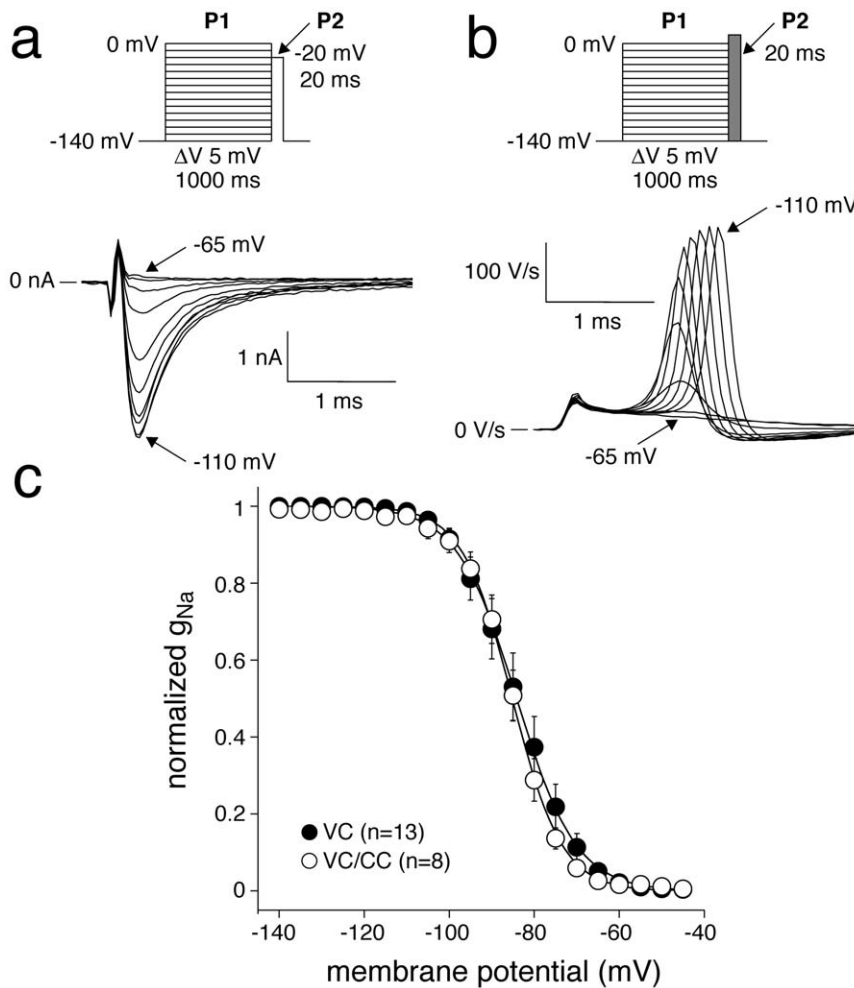 a
P1
P2
0 mV
-20 mV
20 ms
-140 mV
ΔV 5 mV
1000 ms
-65 mV
0 nA
1 nA
1 ms
-110 mV
b
P1
P2
0 mV
20 ms
-140 mV
ΔV 5 mV
1000 ms
-110 mV
100 V/s
1 ms
0 V/s
-65 mV
c
1
0.8
0.6
0.4
0.2
0
normalized gNa
VC (n=13)
VC/CC (n=8)
-140 -120 -100 -80 -60 -40
membrane potential (mV)